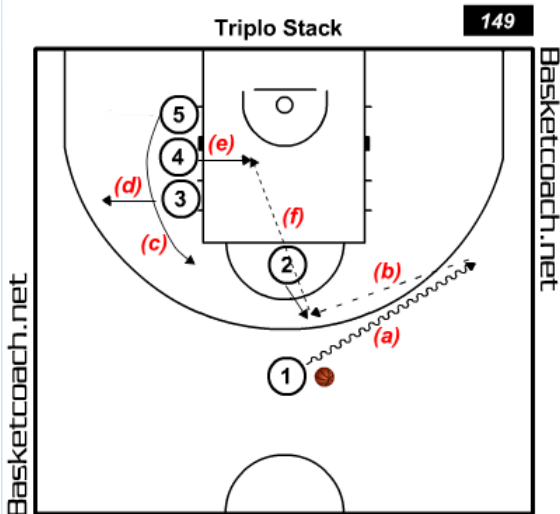 Triplo Stack
149
5
4
(e)
(d)
3
(f)
(c)
2
(b)
(a)
1
Basketcoach.net
Basketcoach.net